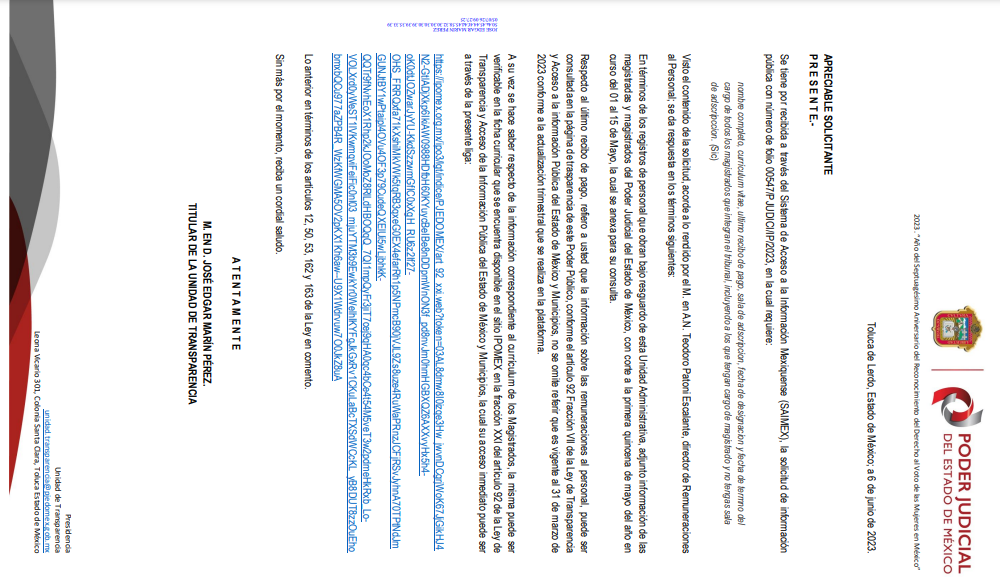 PODER JUDICIAL
DEL ESTADO DE MÉXICO
2023. "Año del Septuagésimo Aniversario del Reconocimiento del Derecho al Voto de las Mujeres en México"
Toluca de Lerdo, Estado de México; a 6 de junio de 2023.
APRECIABLE SOLICITANTE
P R E S E N T E.-
Se tiene por recibida a través del Sistema de Acceso a la Información Mexiquense (SAIMEX), la solicitud de información
pública con número de folio 00547/PJUDICI/IP/2023, en la cual requiere:
nombre completo, curriculum vitae, ultimo recibo de pago, sala de adscripcion, fecha de designacion y fecha de termino del
cargo de todos los magistrados que integran el tribunal, incluyendo a los que tengan cargo de magistrado y no tengas sala
de adscripcion. (Sic)
Visto el contenido de la solicitud, acorde a lo rendido por el M. en A.N. Teodoro Patoni Escalante, director de Remuneraciones
al Personal; se da respuesta en los términos siguientes:
En términos de los registros de personal que obran bajo resguardo de esta Unidad Administrativa, adjunto información de las
magistradas y magistrados del Poder Judicial del Estado de México, con corte a la primera quincena de mayo del año en
curso del 01 al 15 de Mayo, la cual se anexa para su consulta.
Respecto al último recibo de pago, refiero a usted que la información sobre las remuneraciones al personal, puede ser
consultada en la página de trasparencia de este Poder Público, conforme el artículo 92 Fracción VII de la Ley de Transparencia
y Acceso a la información Pública del Estado de México y Municipios, no se omite referir que es vigente al 31 de marzo de
2023 conforme a la actualización trimestral que se realiza en la plataforma.
A su vez se hace saber respecto de la información correspondiente al currículum de los Magistrados, la misma puede ser
verificable en la ficha curricular que se encuentra disponible en el sitio IPOMEX en la fracción XXI del artículo 92 de la Ley de
Transparencia y Acceso de la Información Pública del Estado de México y Municipios, la cual su acceso inmediato puede ser
a través de la presente liga:
Lo anterior en términos de los artículos 12, 50, 53, 162 y 163 de la Ley en comento.
Sin más por el momento, reciba un cordial saludo.
A T E N T A M E N T E
M. EN D. JOSÉ EDGAR MARÍN PÉREZ.
TITULAR DE LA UNIDAD DE TRANSPARENCIA
Presidencia
Unidad de Transparencia
unidad.transparencia@pjedomex.gob.mx
Leona Vicario 301, Colonia Santa Clara, Toluca Estado de México
JOSE EDGAR MARIN PEREZ